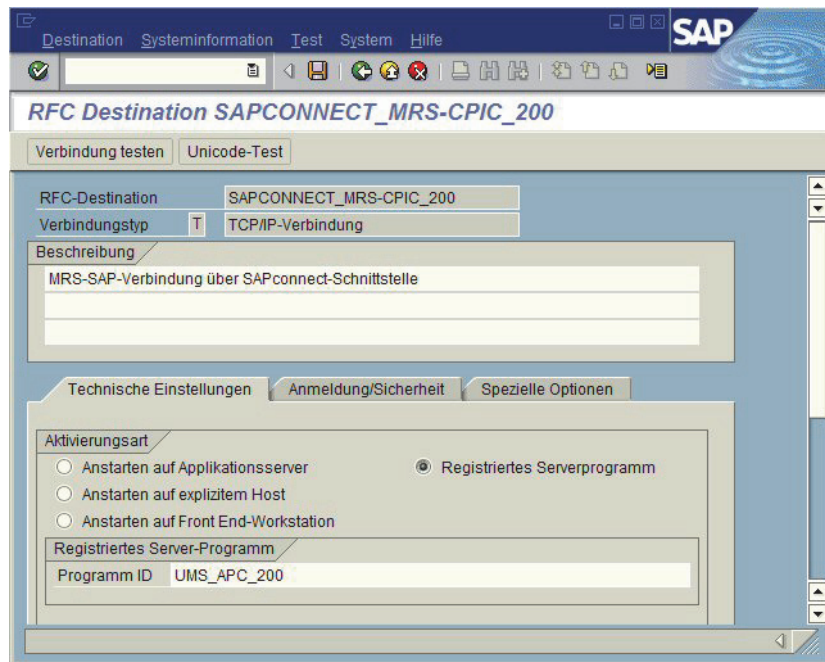 Destination Systeminformation Test System Hilfe
SAP
RFC Destination SAPCONNECT_MRS-CPIC_200
Verbindung testen Unicode-Test
RFC-Destination SAPCONNECT_MRS-CPIC_200
Verbindungstyp T TCP/IP-Verbindung
Beschreibung
MRS-SAP-Verbindung über SAPconnect-Schnittstelle
Technische Einstellungen Anmeldung/Sicherheit Spezielle Optionen
Aktivierungsart
Anstarten auf Applikationsserver Registriertes Serverprogramm
Anstarten auf explizitem Host
Anstarten auf Front End-Workstation
Registriertes Server-Programm
Programm ID UMS_APC_200